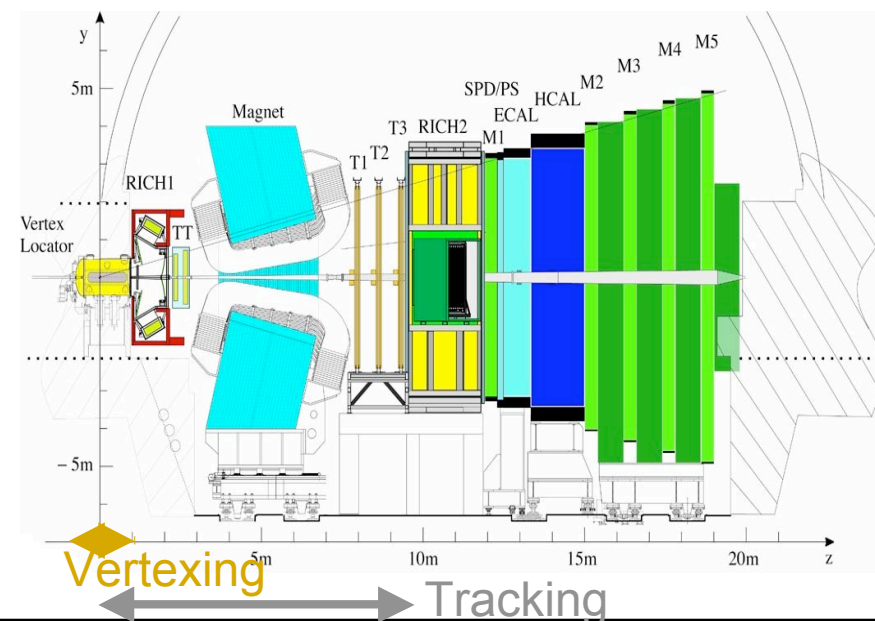 y
5m
Magnet
SPD/PS
ECAL
HCAL
M1
M2
M3
M4
M5
T1
T2
T3
RICH2
RICH1
TT
Vertex
Locator
− 5m
5m
10m
15m
20m
z
Vertexing
Tracking